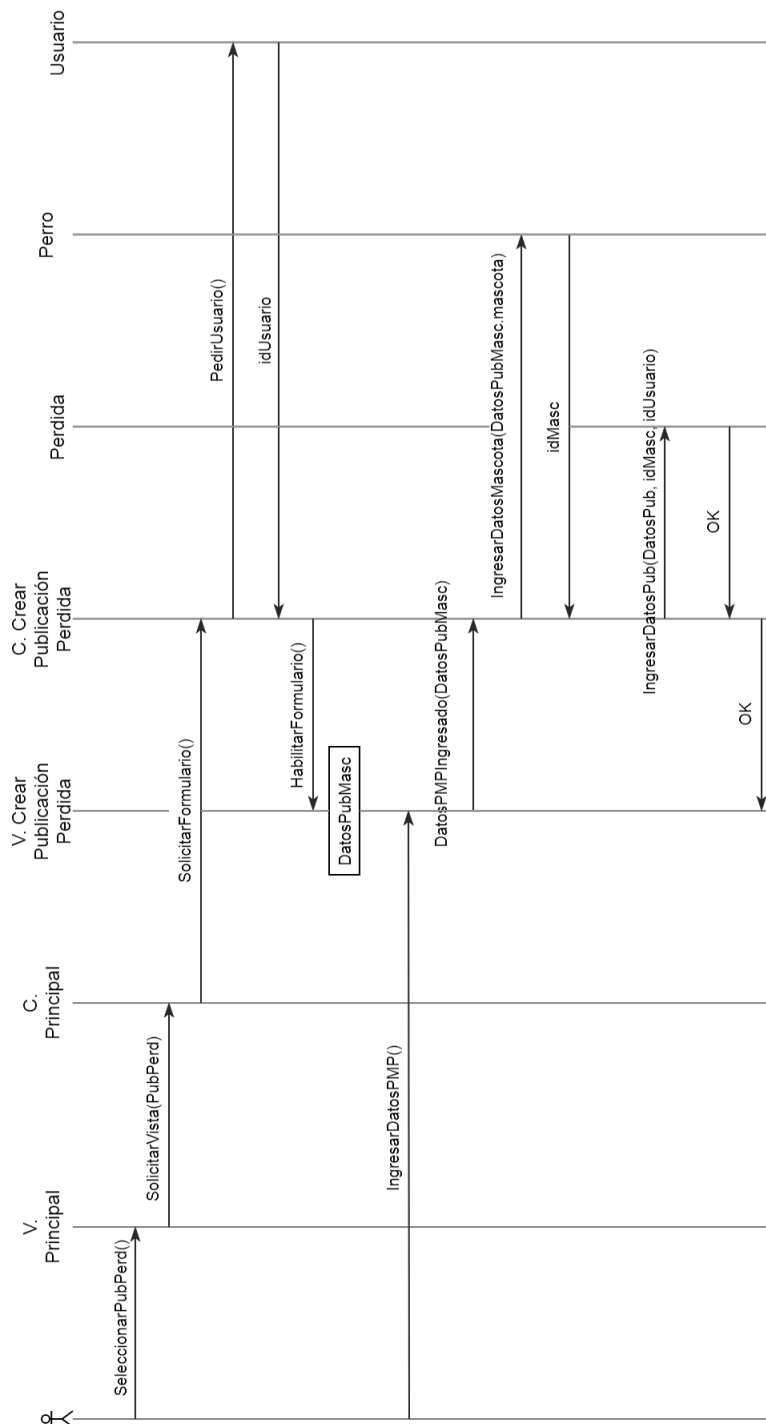 V.
Principal
C.
Principal
V. Crear
Publicación
Perdida
C. Crear
Publicación
Perdida
Perdida
Perro
Usuario
SeleccionarPubPerd()
SolicitarVista(PubPerd)
SolicitarFormulario()
PedirUsuario()
idUsuario
HabilitarFormulario()
DatosPubMasc
IngresarDatosPMP()
DatosPMPIngresado(DatosPubMasc)
IngresarDatosMascota(DatosPubMasc.mascota)
idMasc
IngresarDatosPub(DatosPub, idMasc, idUsuario)
OK
OK